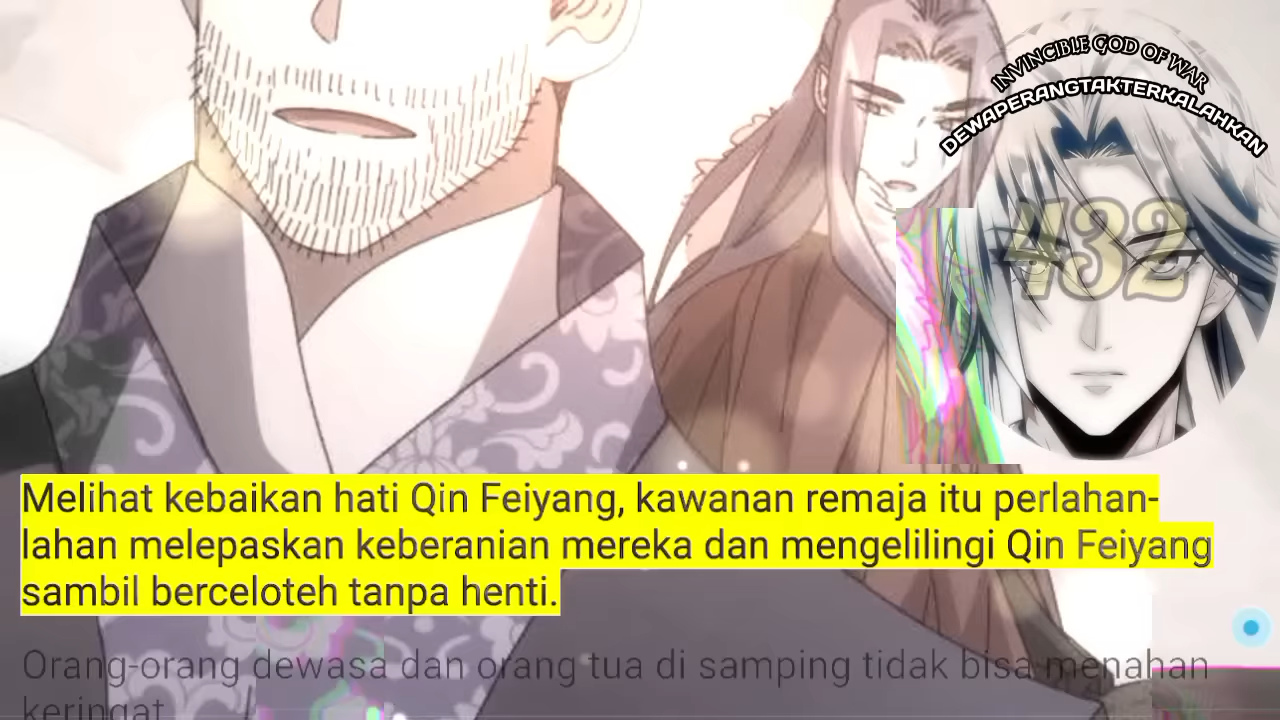 INVINCIBLE GOD OF WAR
DEWAPERANGTAKTERKALAHKAN
432
Melihat kebaikan hati Qin Feiyang, kawanan remaja itu perlahan-
lahan melepaskan keberanian mereka dan mengelilingi Qin Feiyang
sambil berceloteh tanpa henti.
Orang-orang dewasa dan orang tua di samping tidak bisa menahan
keringat